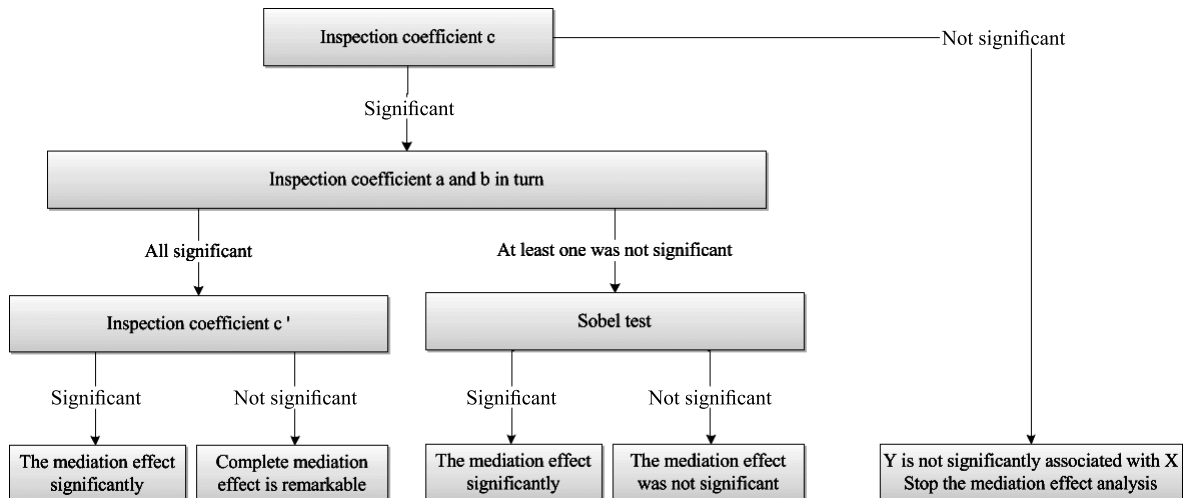 Inspection coefficient c
Not significant
Significant
Inspection coefficient a and b in turn
All significant
At least one was not significant
Inspection coefficient c '
Sobel test
Significant
Not significant
Significant
Not significant
The mediation effect
significantly
Complete mediation
effect is remarkable
The mediation effect
significantly
The mediation effect
was not significant
Y is not significantly associated with X
Stop the mediation effect analysis